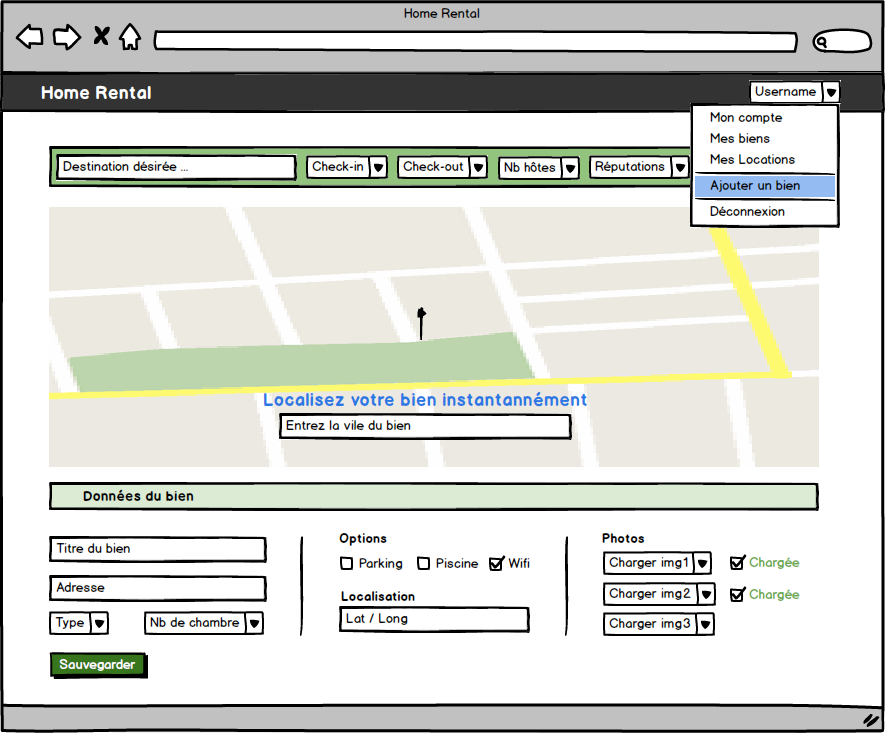 Home Rental
Home Rental
Username
Mon compte
Mes biens
Mes Locations
Ajouter un bien
Déconnexion
Destination désirée ...
Check-in
Check-out
Nb hôtes
Réputations
Localisez votre bien instantannément
Entrez la vile du bien
Données du bien
Titre du bien
Adresse
Type
Nb de chambre
Options
Parking
Piscine
Wifi
Localisation
Lat / Long
Photos
Charger img1
Chargée
Charger img2
Chargée
Charger img3
Sauvegarder